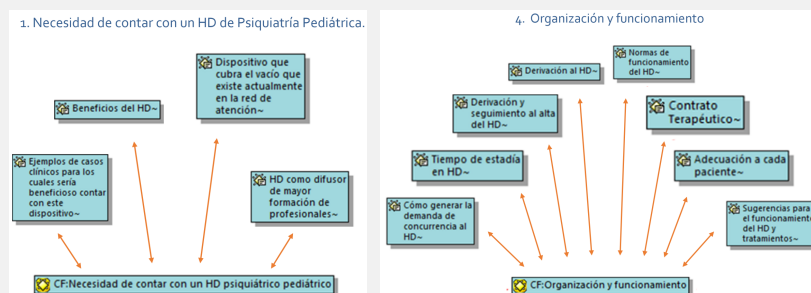 1. Necesidad de contar con un HD de Psiquiatría Pediátrica.
Dispositivo que
cubra el vacío que
existe actualmente
en la red de
atención~
Beneficios del HD~
Ejemplos de casos
clínicos para los
cuales sería
beneficioso contar
con este
dispositivo~
HD como difusor
de mayor
formación de
profesionales~
CF:Necesidad de contar con un HD psiquiátrico pediátrico
4. Organización y funcionamiento
Normas de
funcionamiento
del HD~
Derivación al HD~
Derivación y
seguimiento al alta
del HD~
Contrato
Terapéutico~
Tiempo de estadía
en HD~
Adecuación a cada
paciente~
Cómo generar la
demanda de
concurrencia al
HD~
Sugerencias para
el funcionamiento
del HD y
tratamientos~
CF:Organización y funcionamiento